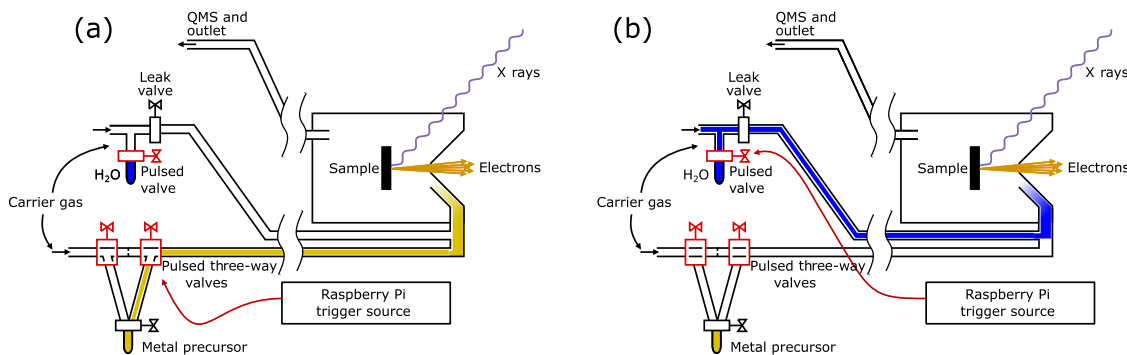 (a)
QMS and
outlet
X rays
Leak
valve
Sample
Electrons
H₂O
Pulsed
valve
Carrier gas
Pulsed three-way
valves
Raspberry Pi
trigger source
Metal precursor
(b)
QMS and
outlet
X rays
Leak
valve
Sample
Electrons
H₂O
Pulsed
valve
Carrier gas
Pulsed three-way
valves
Raspberry Pi
trigger source
Metal precursor